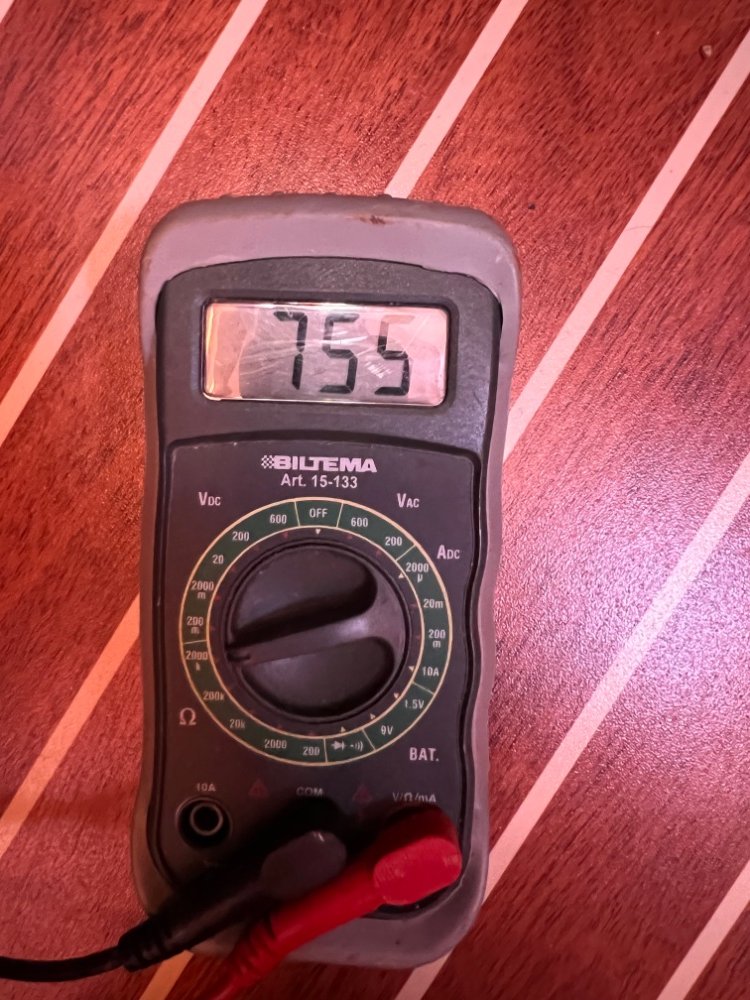 755
BILTEMA
Art. 15-133
VDC
VAC
ADC
OFF
600
200
2000
µ
20m
200
m
10A
1.5V
9V
BAT.
200
2000
20k
200k
2000
k
200
m
2000
m
20
200
600
Ω
10A
COM
V/Ω/mA